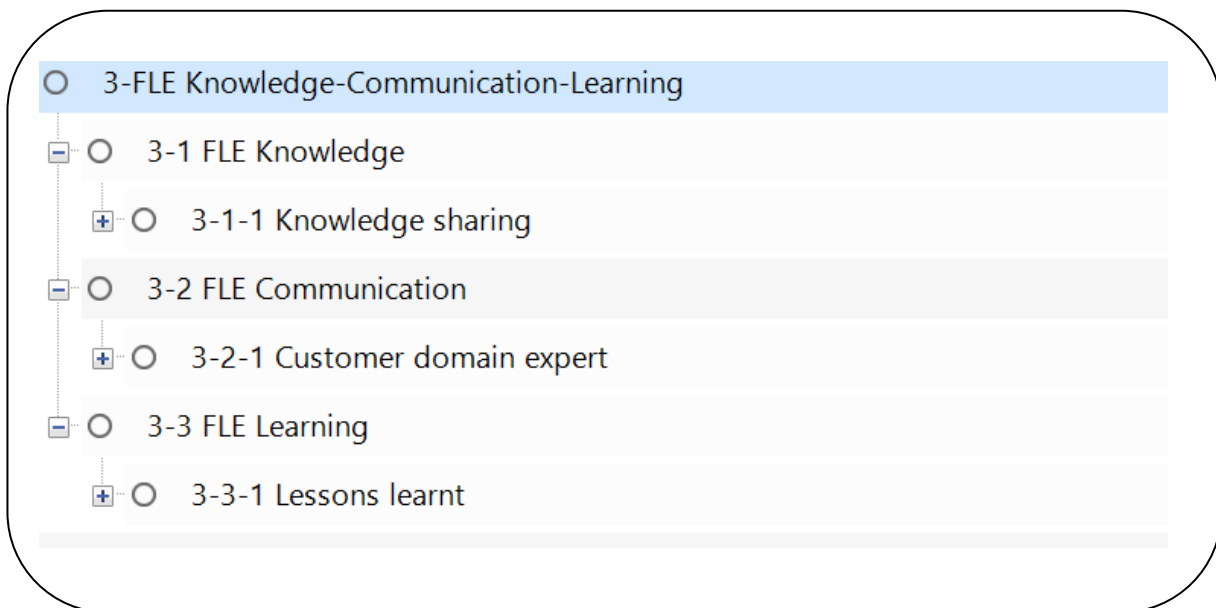 3-FLE Knowledge-Communication-Learning
3-1 FLE Knowledge
3-1-1 Knowledge sharing
3-2 FLE Communication
3-2-1 Customer domain expert
3-3 FLE Learning
3-3-1 Lessons learnt